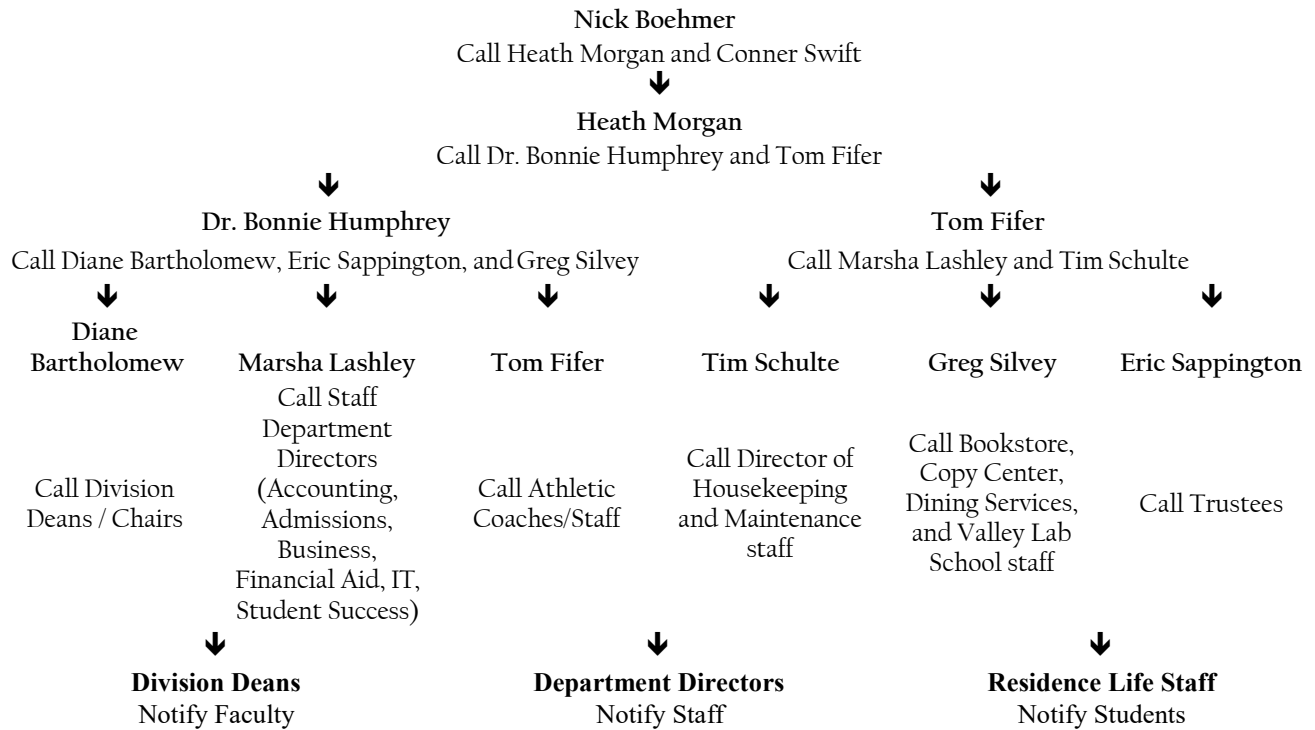 Nick Boehmer
Call Heath Morgan and Conner Swift
Heath Morgan
Call Dr. Bonnie Humphrey and Tom Fifer
Dr. Bonnie Humphrey
Call Diane Bartholomew, Eric Sappington, and Greg Silvey
Tom Fifer
Call Marsha Lashley and Tim Schulte
Diane
Bartholomew
Call Division
Deans / Chairs
Marsha Lashley
Call Staff
Department
Directors
(Accounting,
Admissions,
Business,
Financial Aid, IT,
Student Success)
Tom Fifer
Call Athletic
Coaches/Staff
Tim Schulte
Call Director of
Housekeeping
and Maintenance
staff
Greg Silvey
Call Bookstore,
Copy Center,
Dining Services,
and Valley Lab
School staff
Eric Sappington
Call Trustees
Division Deans
Notify Faculty
Department Directors
Notify Staff
Residence Life Staff
Notify Students